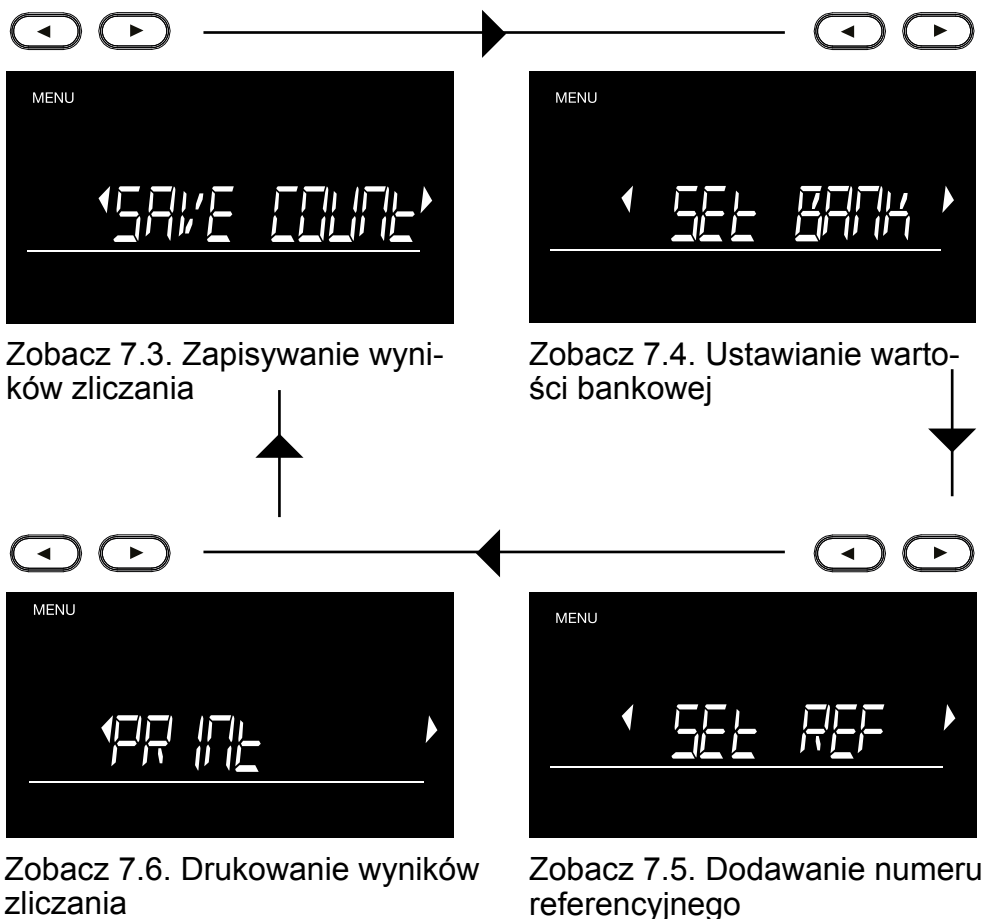 MENU
SAVE COUNt
Zobacz 7.3. Zapisywanie wyni-
ków zliczania
MENU
SEt BANK
Zobacz 7.4. Ustawianie warto-
ści bankowej
MENU
PRINt
Zobacz 7.6. Drukowanie wyników
zliczania
MENU
SEt REF
Zobacz 7.5. Dodawanie numeru
referencyjnego